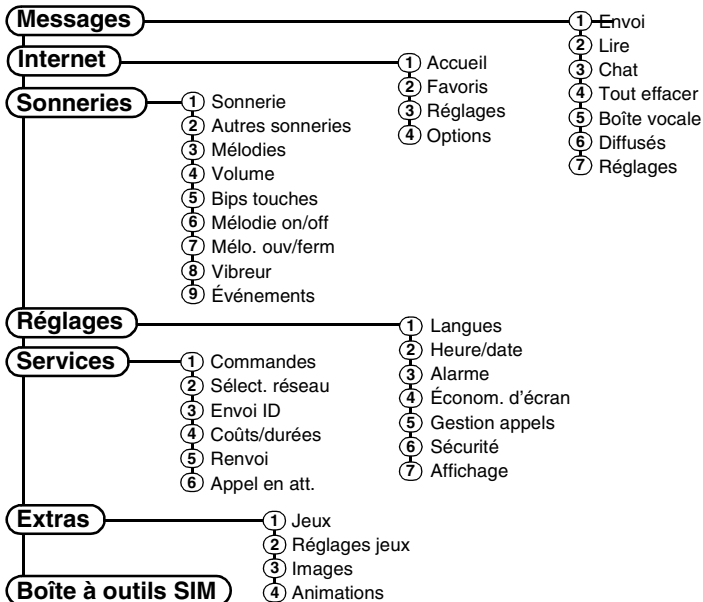 Messages
1 Envoi
2 Lire
3 Chat
4 Tout effacer
5 Boîte vocale
6 Diffusés
7 Réglages
Internet
1 Accueil
2 Favoris
3 Réglages
4 Options
Sonneries
1 Sonnerie
2 Autres sonneries
3 Mélodies
4 Volume
5 Bips touches
6 Mélodie on/off
7 Mélo. ouv/ferm
8 Vibreur
9 Événements
Réglages
1 Langues
2 Heure/date
3 Alarme
4 Économ. d'écran
5 Gestion appels
6 Sécurité
7 Affichage
Services
1 Commandes
2 Sélect. réseau
3 Envoi ID
4 Coûts/durées
5 Renvoi
6 Appel en att.
Extras
1 Jeux
2 Réglages jeux
3 Images
4 Animations
Boîte à outils SIM